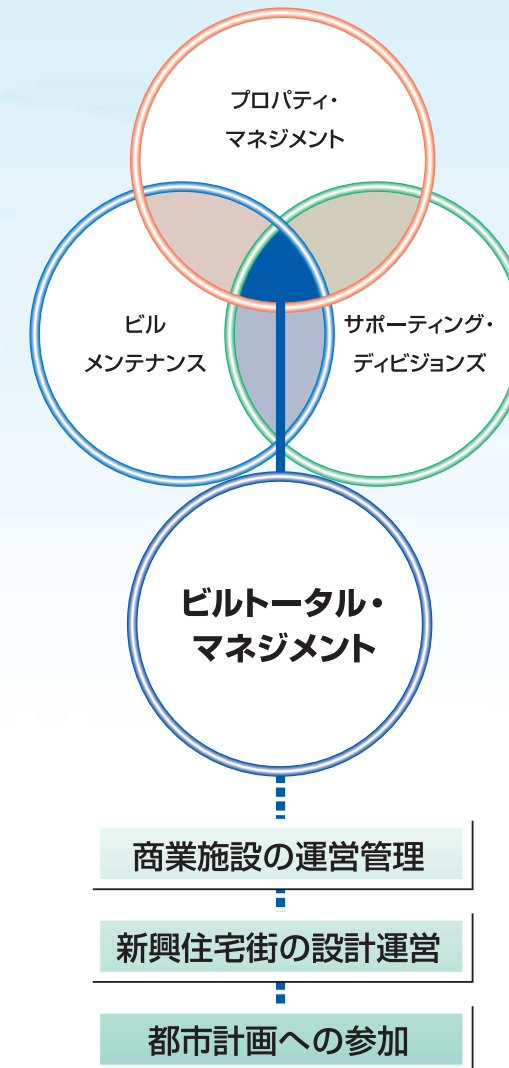 プロパティ・
マネジメント
ビル
メンテナンス
サポーティング・
ディビジョンズ
ビルトータル・
マネジメント
商業施設の運営管理
新興住宅街の設計運営
都市計画への参加